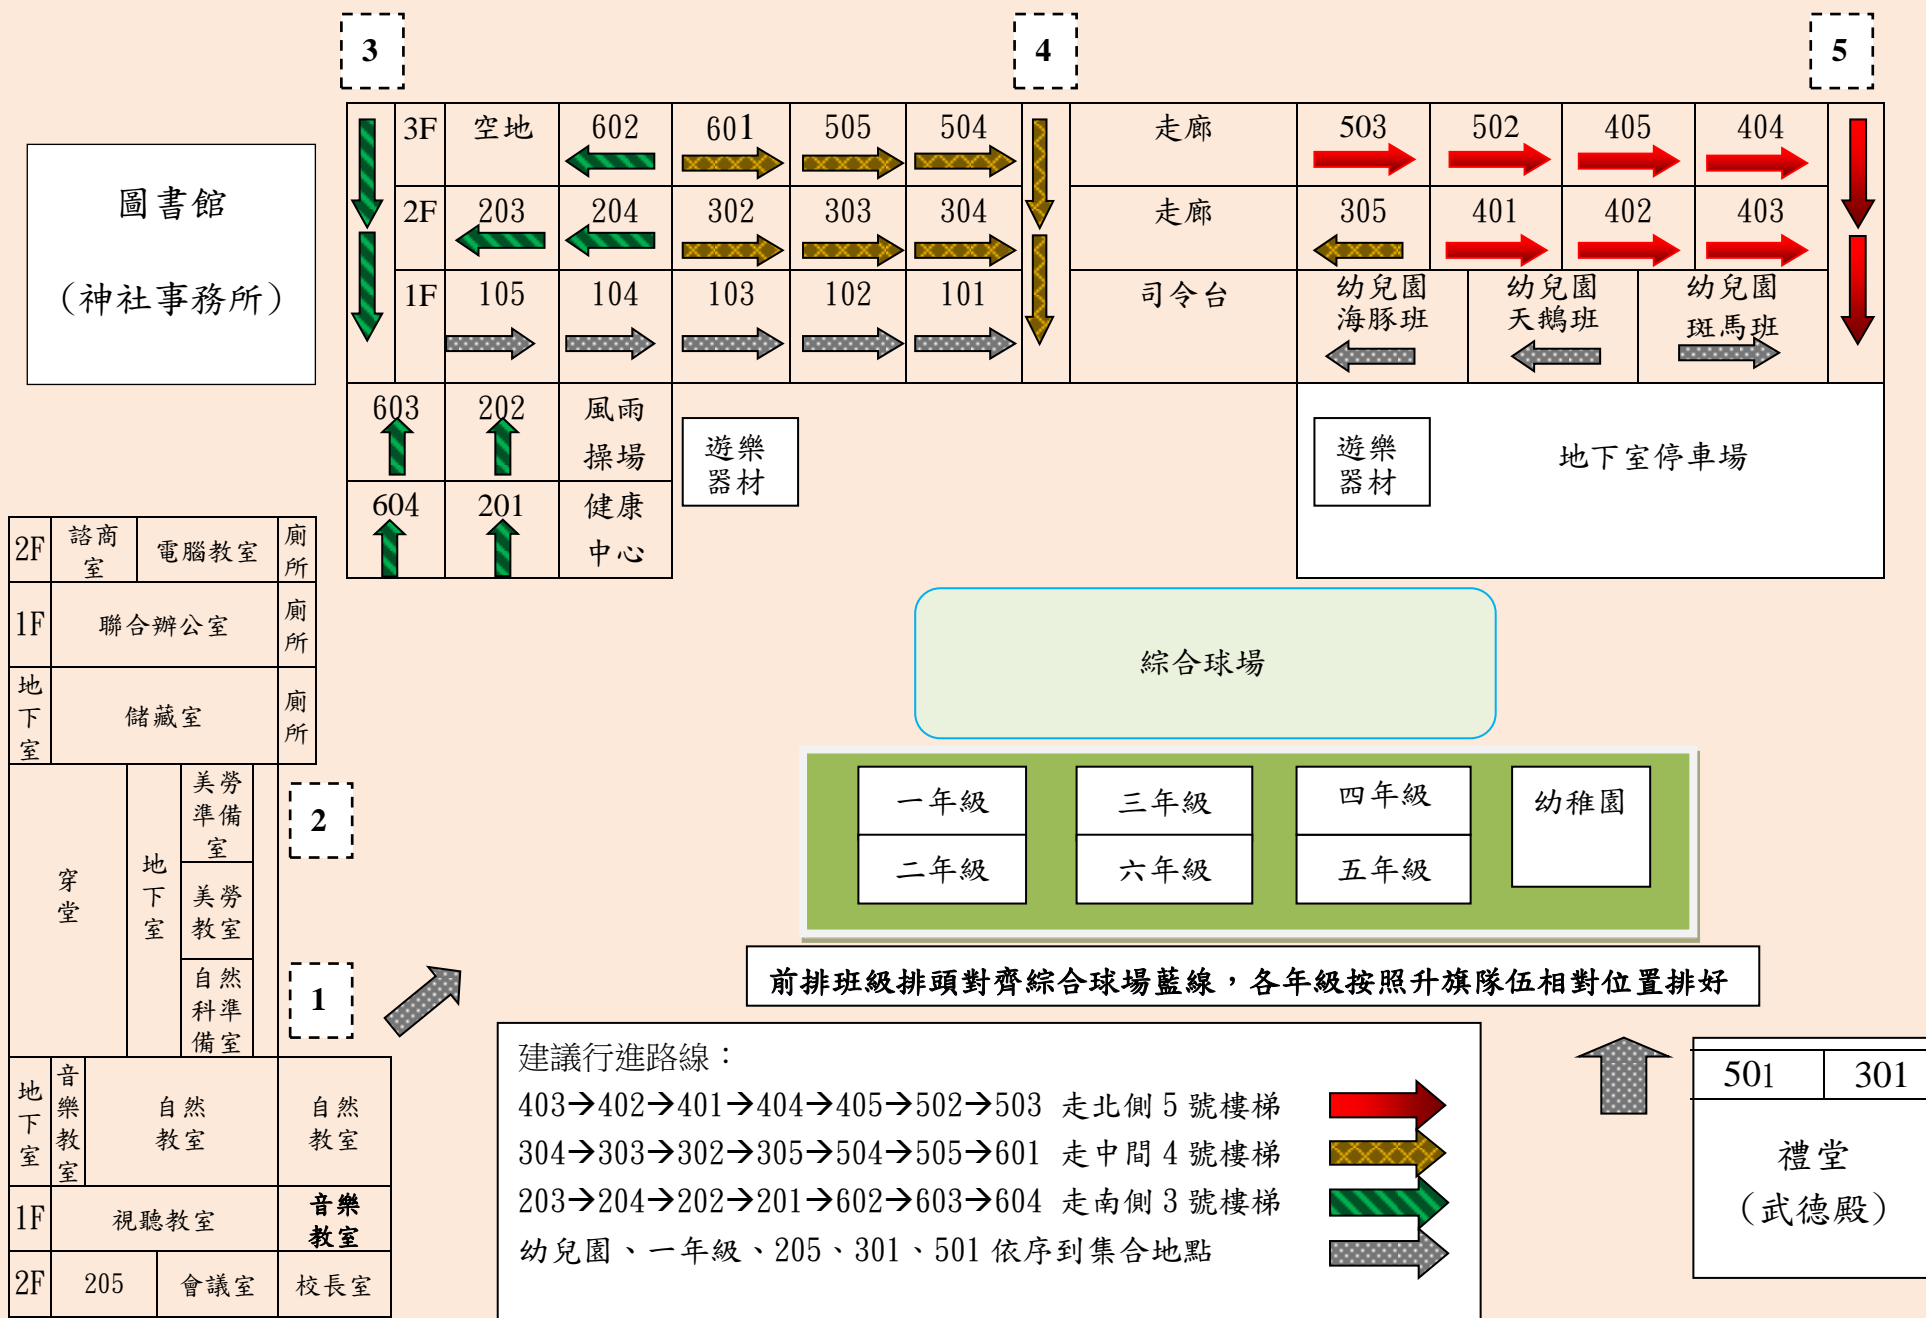 3
4
5
圖書館
（神社事務所）
3F 空地 602 601 505 504 走廊 503 502 405 404
2F 203 204 302 303 304 走廊 305 401 402 403
1F 105 104 103 102 101 司令台
幼兒園
海豚班
幼兒園
天鵝班
幼兒園
斑馬班
603 202
風雨
操場
604 201
健康
中心
遊樂
器材
遊樂
器材
地下室停車場
2F
諮商
室
電腦教室
廁
所
1F
聯合辦公室
廁
所
地
下
室
儲藏室
廁
所
穿
堂
地
下
室
美勞
準備
室
美勞
教室
自然
科準
備室
2
1
地
下
室
音
樂
教
室
自然
教室
自然
教室
1F
視聽教室
音樂
教室
2F 205 會議室 校長室
綜合球場
一年級 三年級 四年級 幼稚園
二年級 六年級 五年級
前排班級排頭對齊綜合球場藍線，各年級按照升旗隊伍相對位置排好
建議行進路線：
403→402→401→404→405→502→503 走北側 5 號樓梯
304→303→302→305→504→505→601 走中間 4 號樓梯
203→204→202→201→602→603→604 走南側 3 號樓梯
幼兒園、一年級、205、301、501 依序到集合地點
501 301
禮堂
（武德殿）